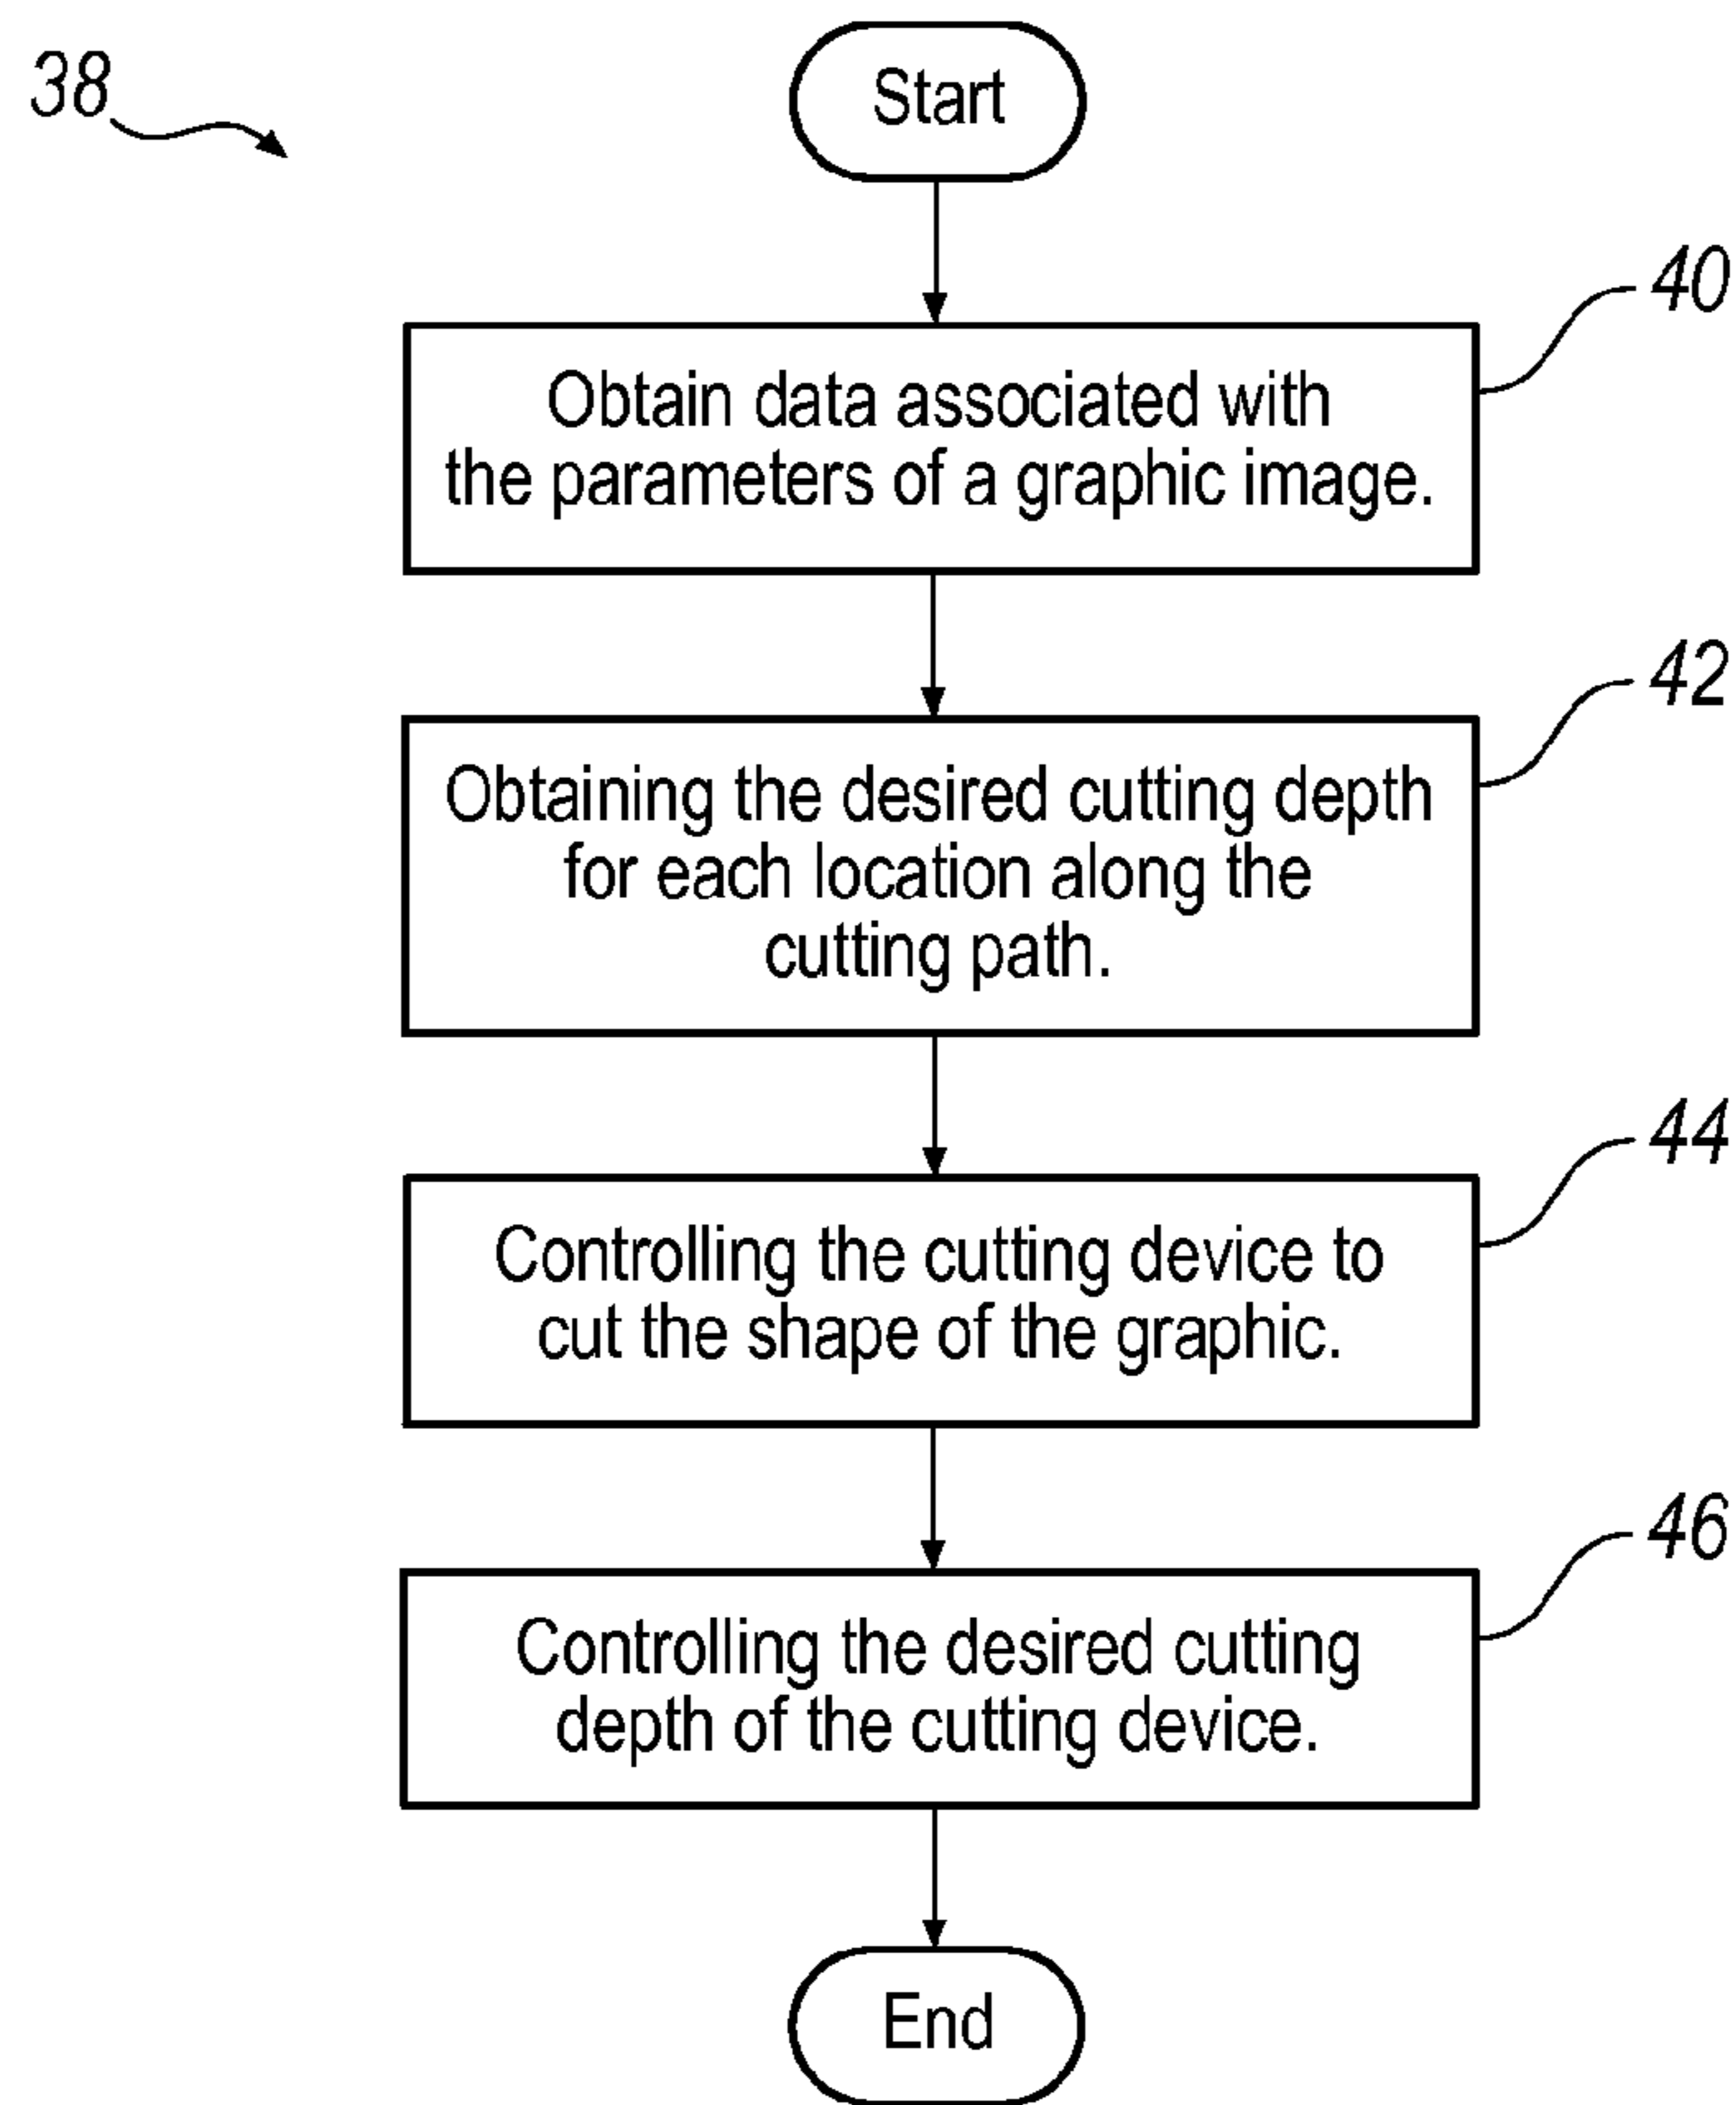 38
Start
40
Obtain data associated with
the parameters of a graphic image.
42
Obtaining the desired cutting depth
for each location along the
cutting path.
44
Controlling the cutting device to
cut the shape of the graphic.
46
Controlling the desired cutting
depth of the cutting device.
End